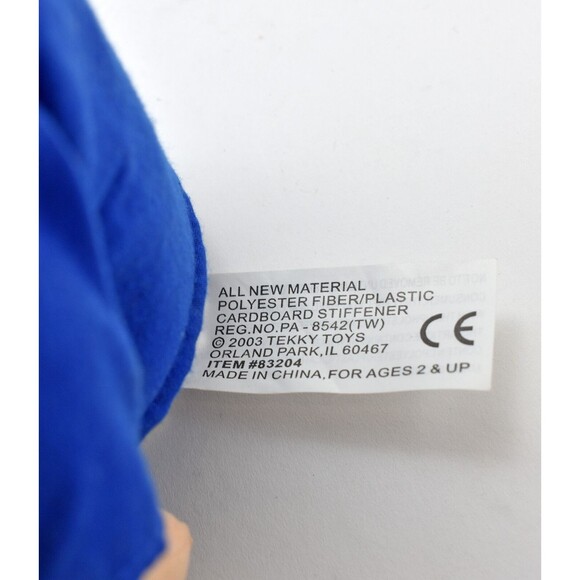 ALL NEW MATERIAL
POLYESTER FIBER/PLASTIC
CARDBOARD STIFFENER
REG.NO.PA - 8542(TW)
© 2003 TEKKY TOYS
ORLAND PARK,IL 60467
ITEM #83204
MADE IN CHINA, FOR AGES 2 & UP
CE